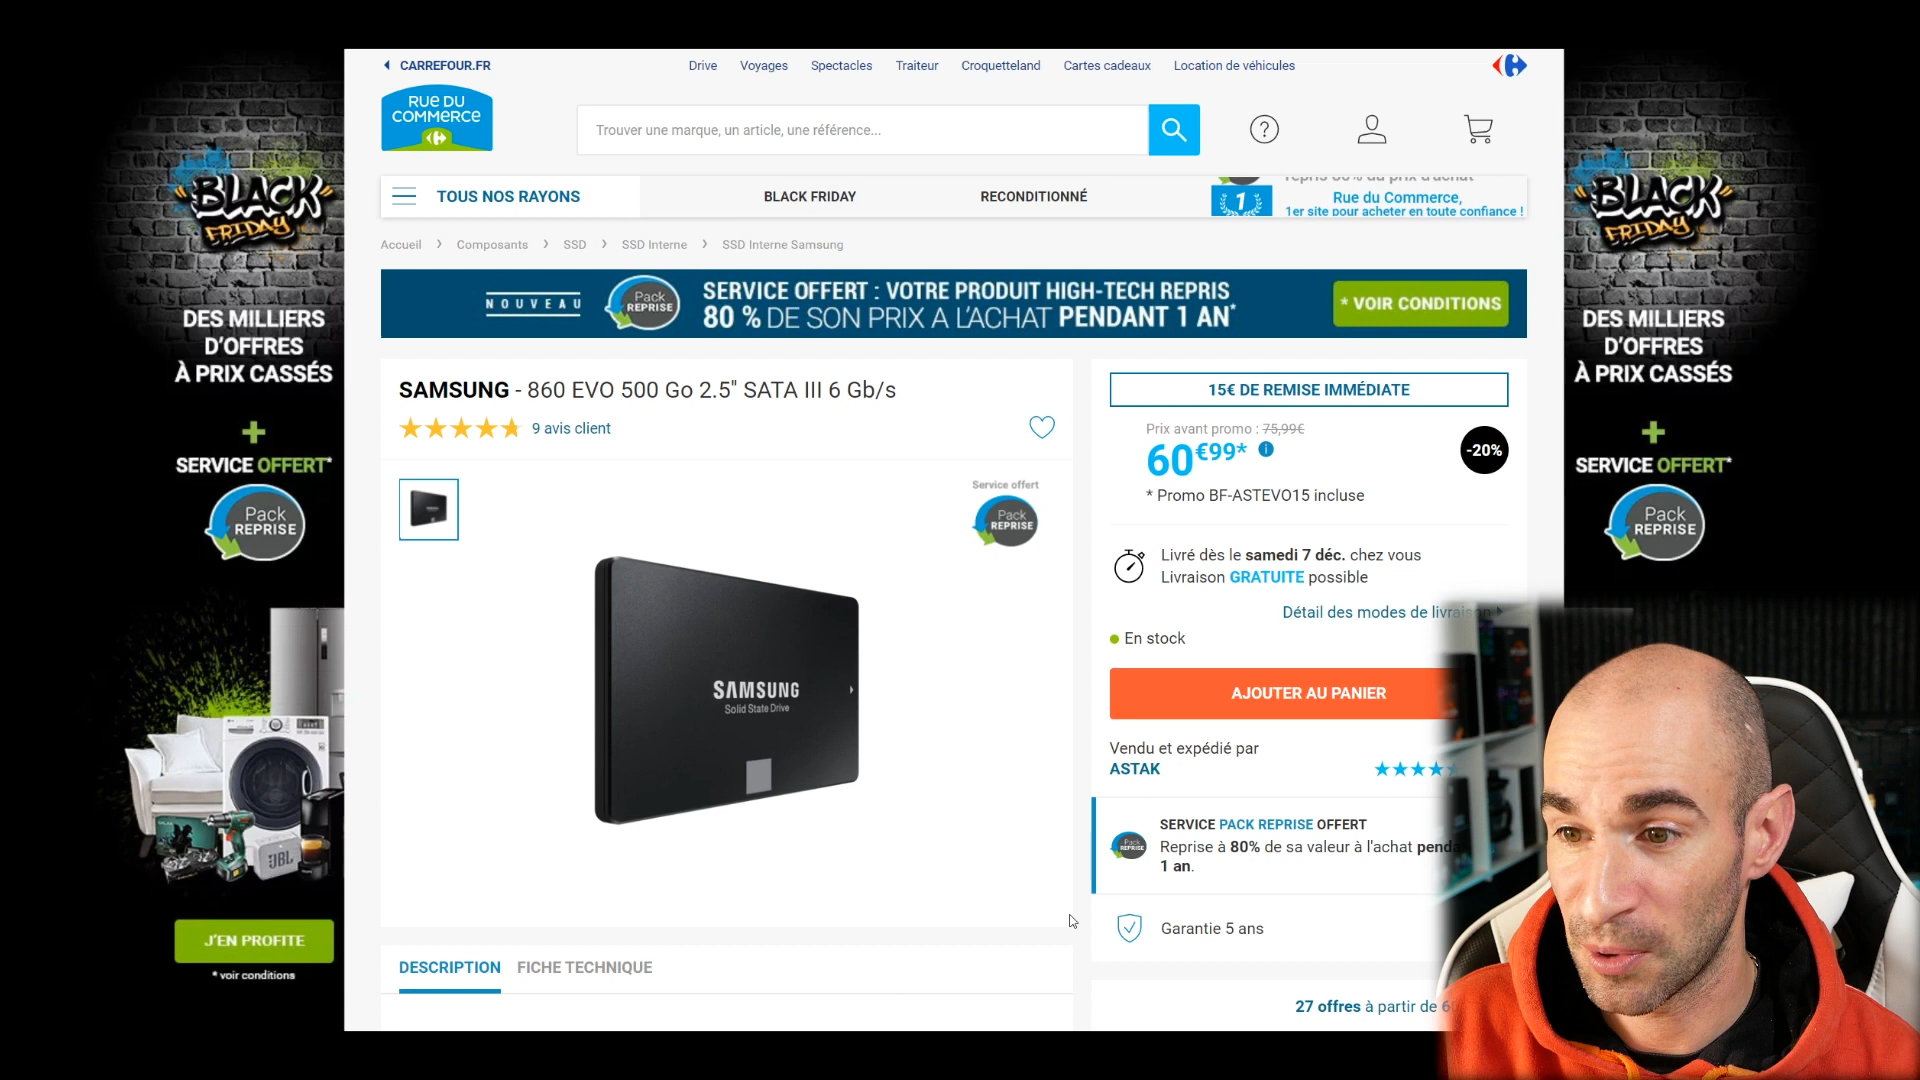 CARREFOUR.FR
Drive Voyages Spectacles Traiteur Croquetteland Cartes cadeaux Location de véhicules
RUE DU
COMMERCE
Trouver une marque, un article, une référence...
?
TOUS NOS RAYONS
BLACK FRIDAY
RECONDITIONNÉ
1
Rue du Commerce,
1er site pour acheter en toute confiance !
Accueil > Composants > SSD > SSD Interne > SSD Interne Samsung
NOUVEAU
Pack
REPRISE
SERVICE OFFERT : VOTRE PRODUIT HIGH-TECH REPRIS
80 % DE SON PRIX A L'ACHAT PENDANT 1 AN*
* VOIR CONDITIONS
BLACK
FRIDAY
DES MILLIERS
D'OFFRES
À PRIX CASSÉS
+
SERVICE OFFERT*
Pack
REPRISE
JBL
J'EN PROFITE
* voir conditions
SAMSUNG - 860 EVO 500 Go 2.5" SATA III 6 Gb/s
9 avis client
Service offert
Pack
REPRISE
SAMSUNG
Solid State Drive
DESCRIPTION
FICHE TECHNIQUE
15€ DE REMISE IMMÉDIATE
Prix avant promo : 75,99€
60€99*
-20%
* Promo BF-ASTEVO15 incluse
Livré dès le samedi 7 déc. chez vous
Livraison GRATUITE possible
Détail des modes de livraison
En stock
AJOUTER AU PANIER
Vendu et expédié par
ASTAK
SERVICE PACK REPRISE OFFERT
Pack
REPRISE
Reprise à 80% de sa valeur à l'achat
1 an.
Garantie 5 ans
27 offres à partir de
BLACK
FRIDAY
DES MILLIERS
D'OFFRES
À PRIX CASSÉS
+
SERVICE OFFERT*
Pack
REPRISE